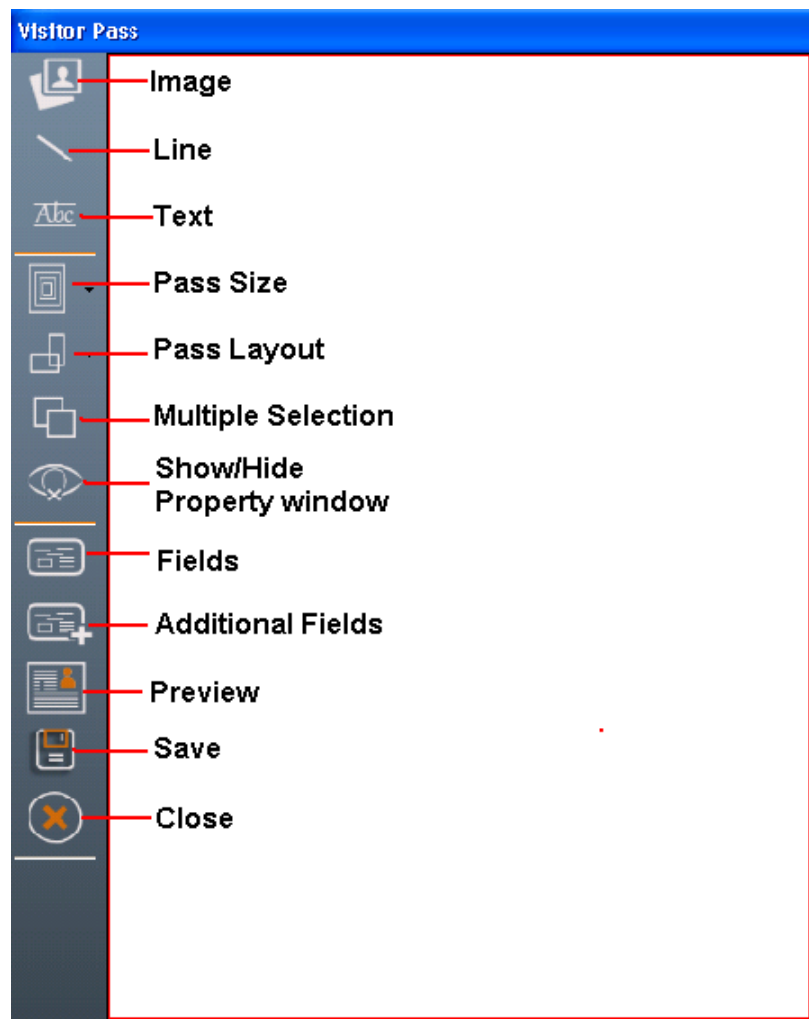 Visitor Pass
Image
Line
Abc
Text
Pass Size
Pass Layout
Multiple Selection
Show/Hide
Property window
Fields
Additional Fields
Preview
Save
Close